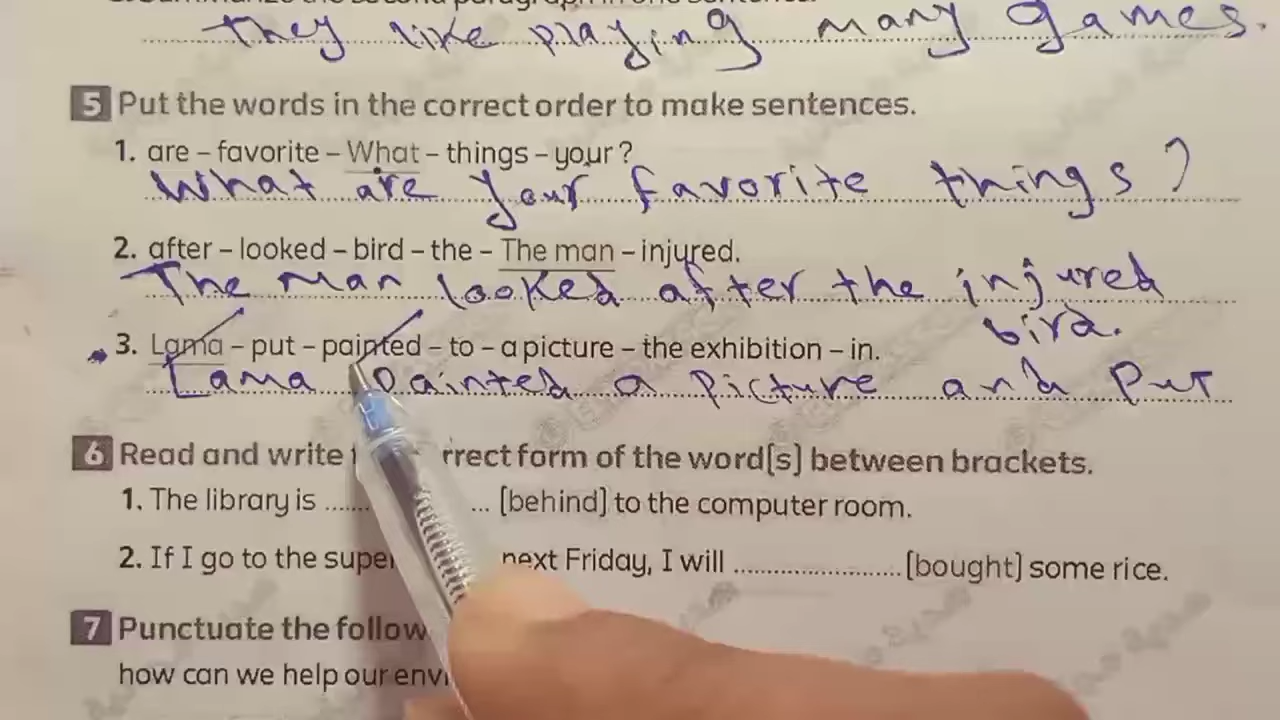 They like playing many games.
5 Put the words in the correct order to make sentences.
1. are – favorite – What – things – your ?
What are your favorite things?
2. after – looked – bird – the – The man – injured.
The man looked after the injured
bird.
3. Lama – put – painted – to – a picture – the exhibition – in.
Lama painted a picture and put
6 Read and write rrect form of the word[s] between brackets.
1. The library is ....... ... [behind] to the computer room.
2. If I go to the super next Friday, I will ........................ [bought] some rice.
7 Punctuate the follow
how can we help our envi